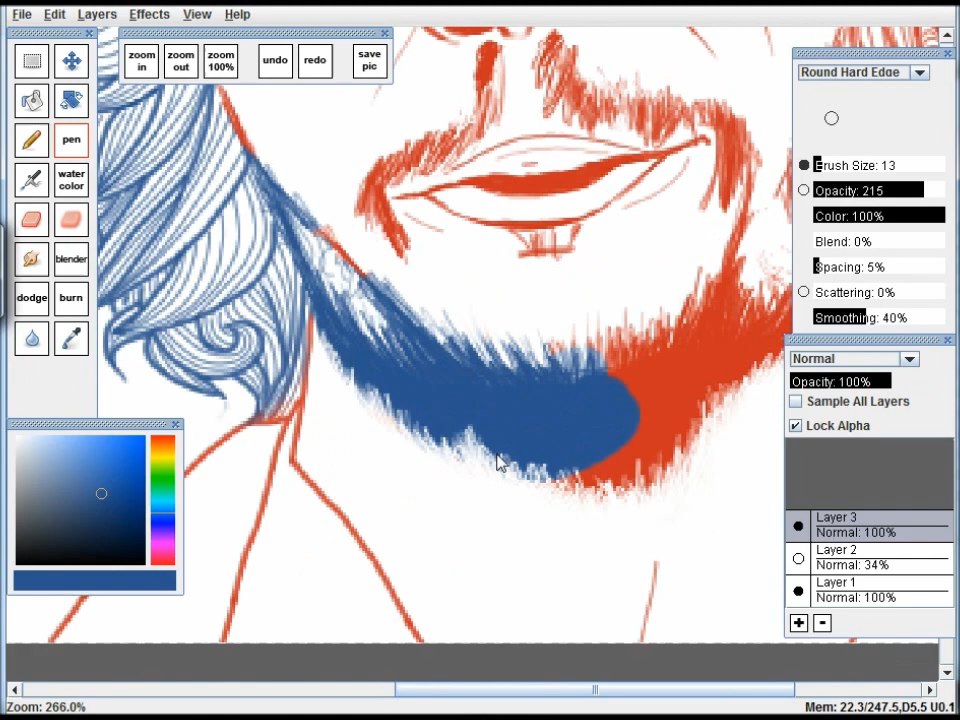 File Edit Layers Effects View Help
zoom in
zoom out
zoom 100%
undo
redo
save pic
pen
water color
blender
dodge
burn
Round Hard Edge
Brush Size: 13
Opacity: 215
Color: 100%
Blend: 0%
Spacing: 5%
Scattering: 0%
Smoothing: 40%
Normal
Opacity: 100%
Sample All Layers
Lock Alpha
Layer 3
Normal: 100%
Layer 2
Normal: 34%
Layer 1
Normal: 100%
+ -
Zoom: 266.0%
Mem: 22.3/247.5,D5.5 U0.1